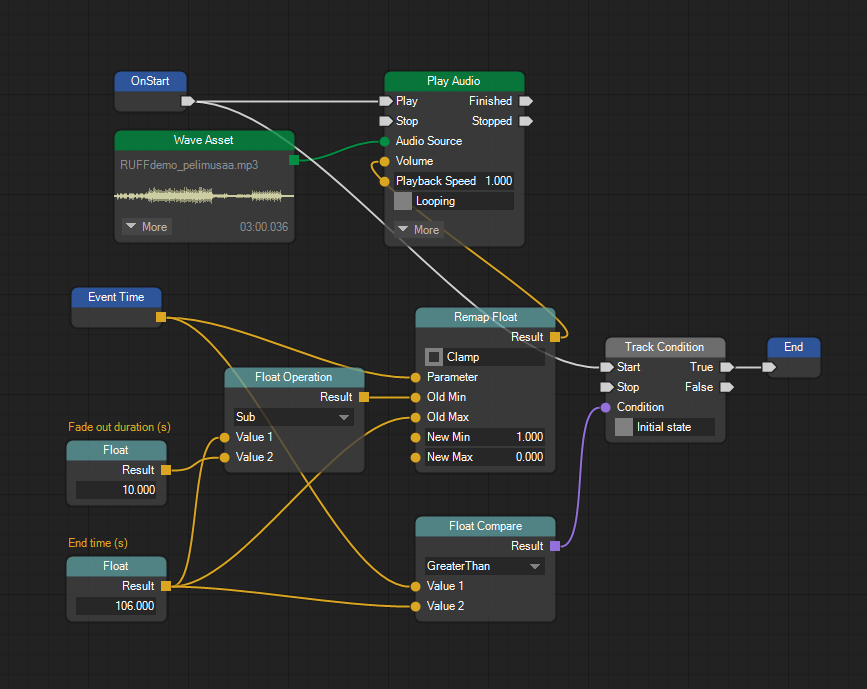 OnStart
Play Audio
Play Finished
Stop Stopped
Audio Source
Volume
Playback Speed 1.000
Looping
More
Wave Asset
RUFFdemo_pelimusaa.mp3
More 03:00.036
Event Time
Remap Float
Result
Clamp
Parameter
Old Min
Old Max
New Min 1.000
New Max 0.000
Track Condition
Start True
Stop False
Condition
Initial state
End
Float Operation
Result
Sub
Value 1
Value 2
Fade out duration (s)
Float
Result
10.000
End time (s)
Float
Result
106.000
Float Compare
Result
GreaterThan
Value 1
Value 2